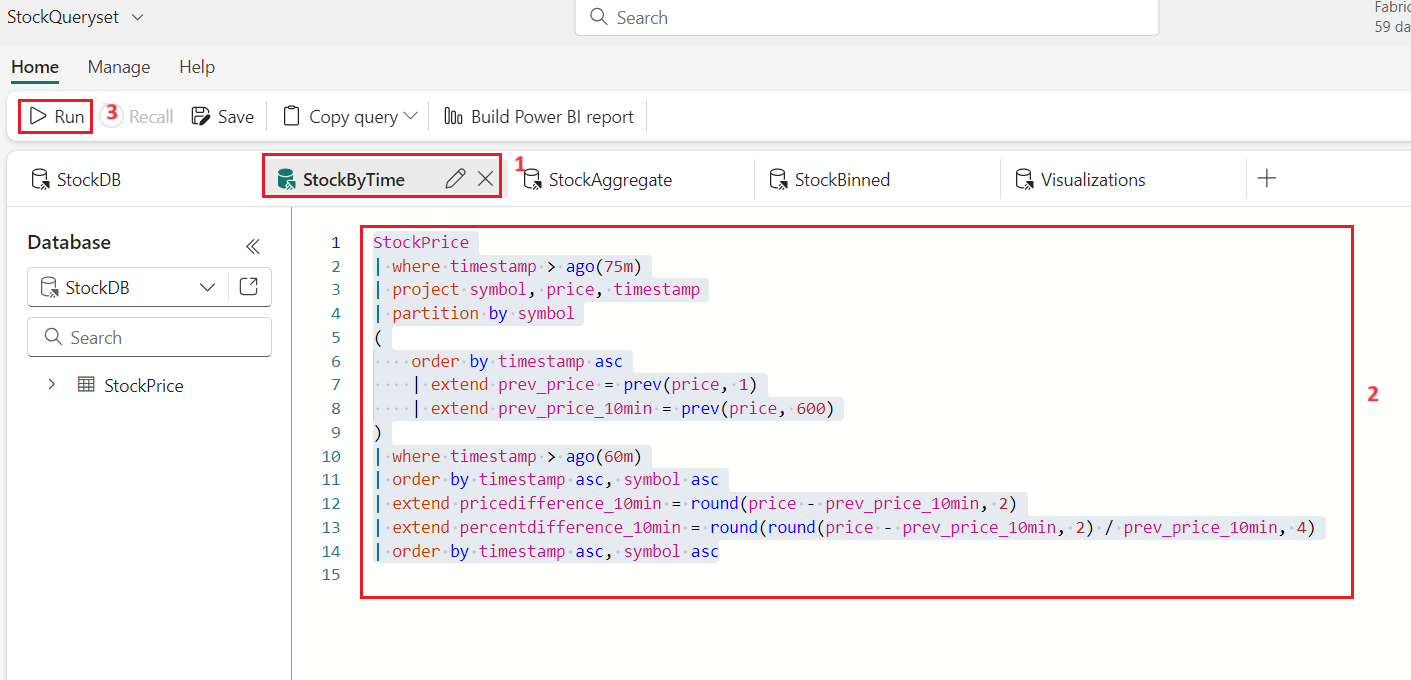 StockQueryset
Search
Fabric
59 da
Home Manage Help
Run 3 Recall Save Copy query Build Power BI report
StockDB StockByTime 1 StockAggregate StockBinned Visualizations
Database
StockDB
Search
StockPrice
1 StockPrice
2 | where timestamp > ago(75m)
3 | project symbol, price, timestamp
4 | partition by symbol
5 (
6     order by timestamp asc
7     | extend prev_price = prev(price, 1)
8     | extend prev_price_10min = prev(price, 600)
9 )
10 | where timestamp > ago(60m)
11 | order by timestamp asc, symbol asc
12 | extend pricedifference_10min = round(price - prev_price_10min, 2)
13 | extend percentdifference_10min = round(round(price - prev_price_10min, 2) / prev_price_10min, 4)
14 | order by timestamp asc, symbol asc
15
2